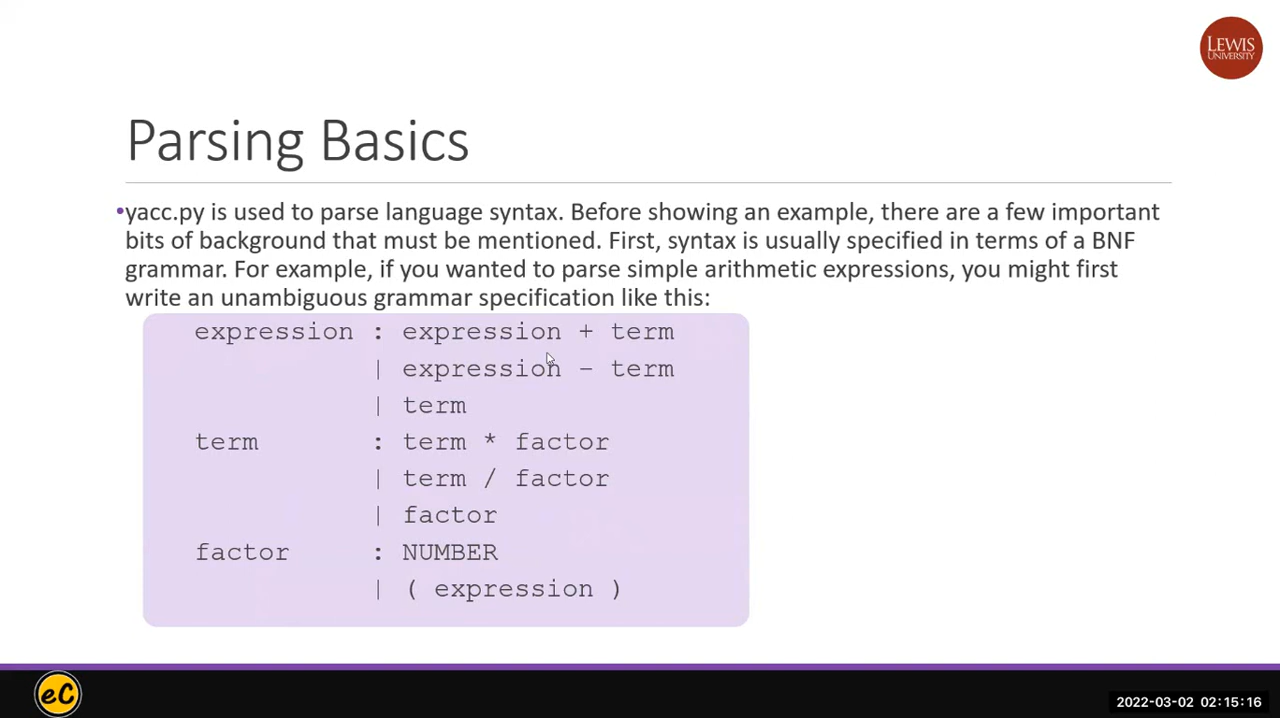 LEWIS
UNIVERSITY
Parsing Basics
•yacc.py is used to parse language syntax. Before showing an example, there are a few important
bits of background that must be mentioned. First, syntax is usually specified in terms of a BNF
grammar. For example, if you wanted to parse simple arithmetic expressions, you might first
write an unambiguous grammar specification like this:
expression : expression + term
| expression − term
| term
term : term * factor
| term / factor
| factor
factor : NUMBER
| ( expression )
eC
2022-03-02 02:15:16